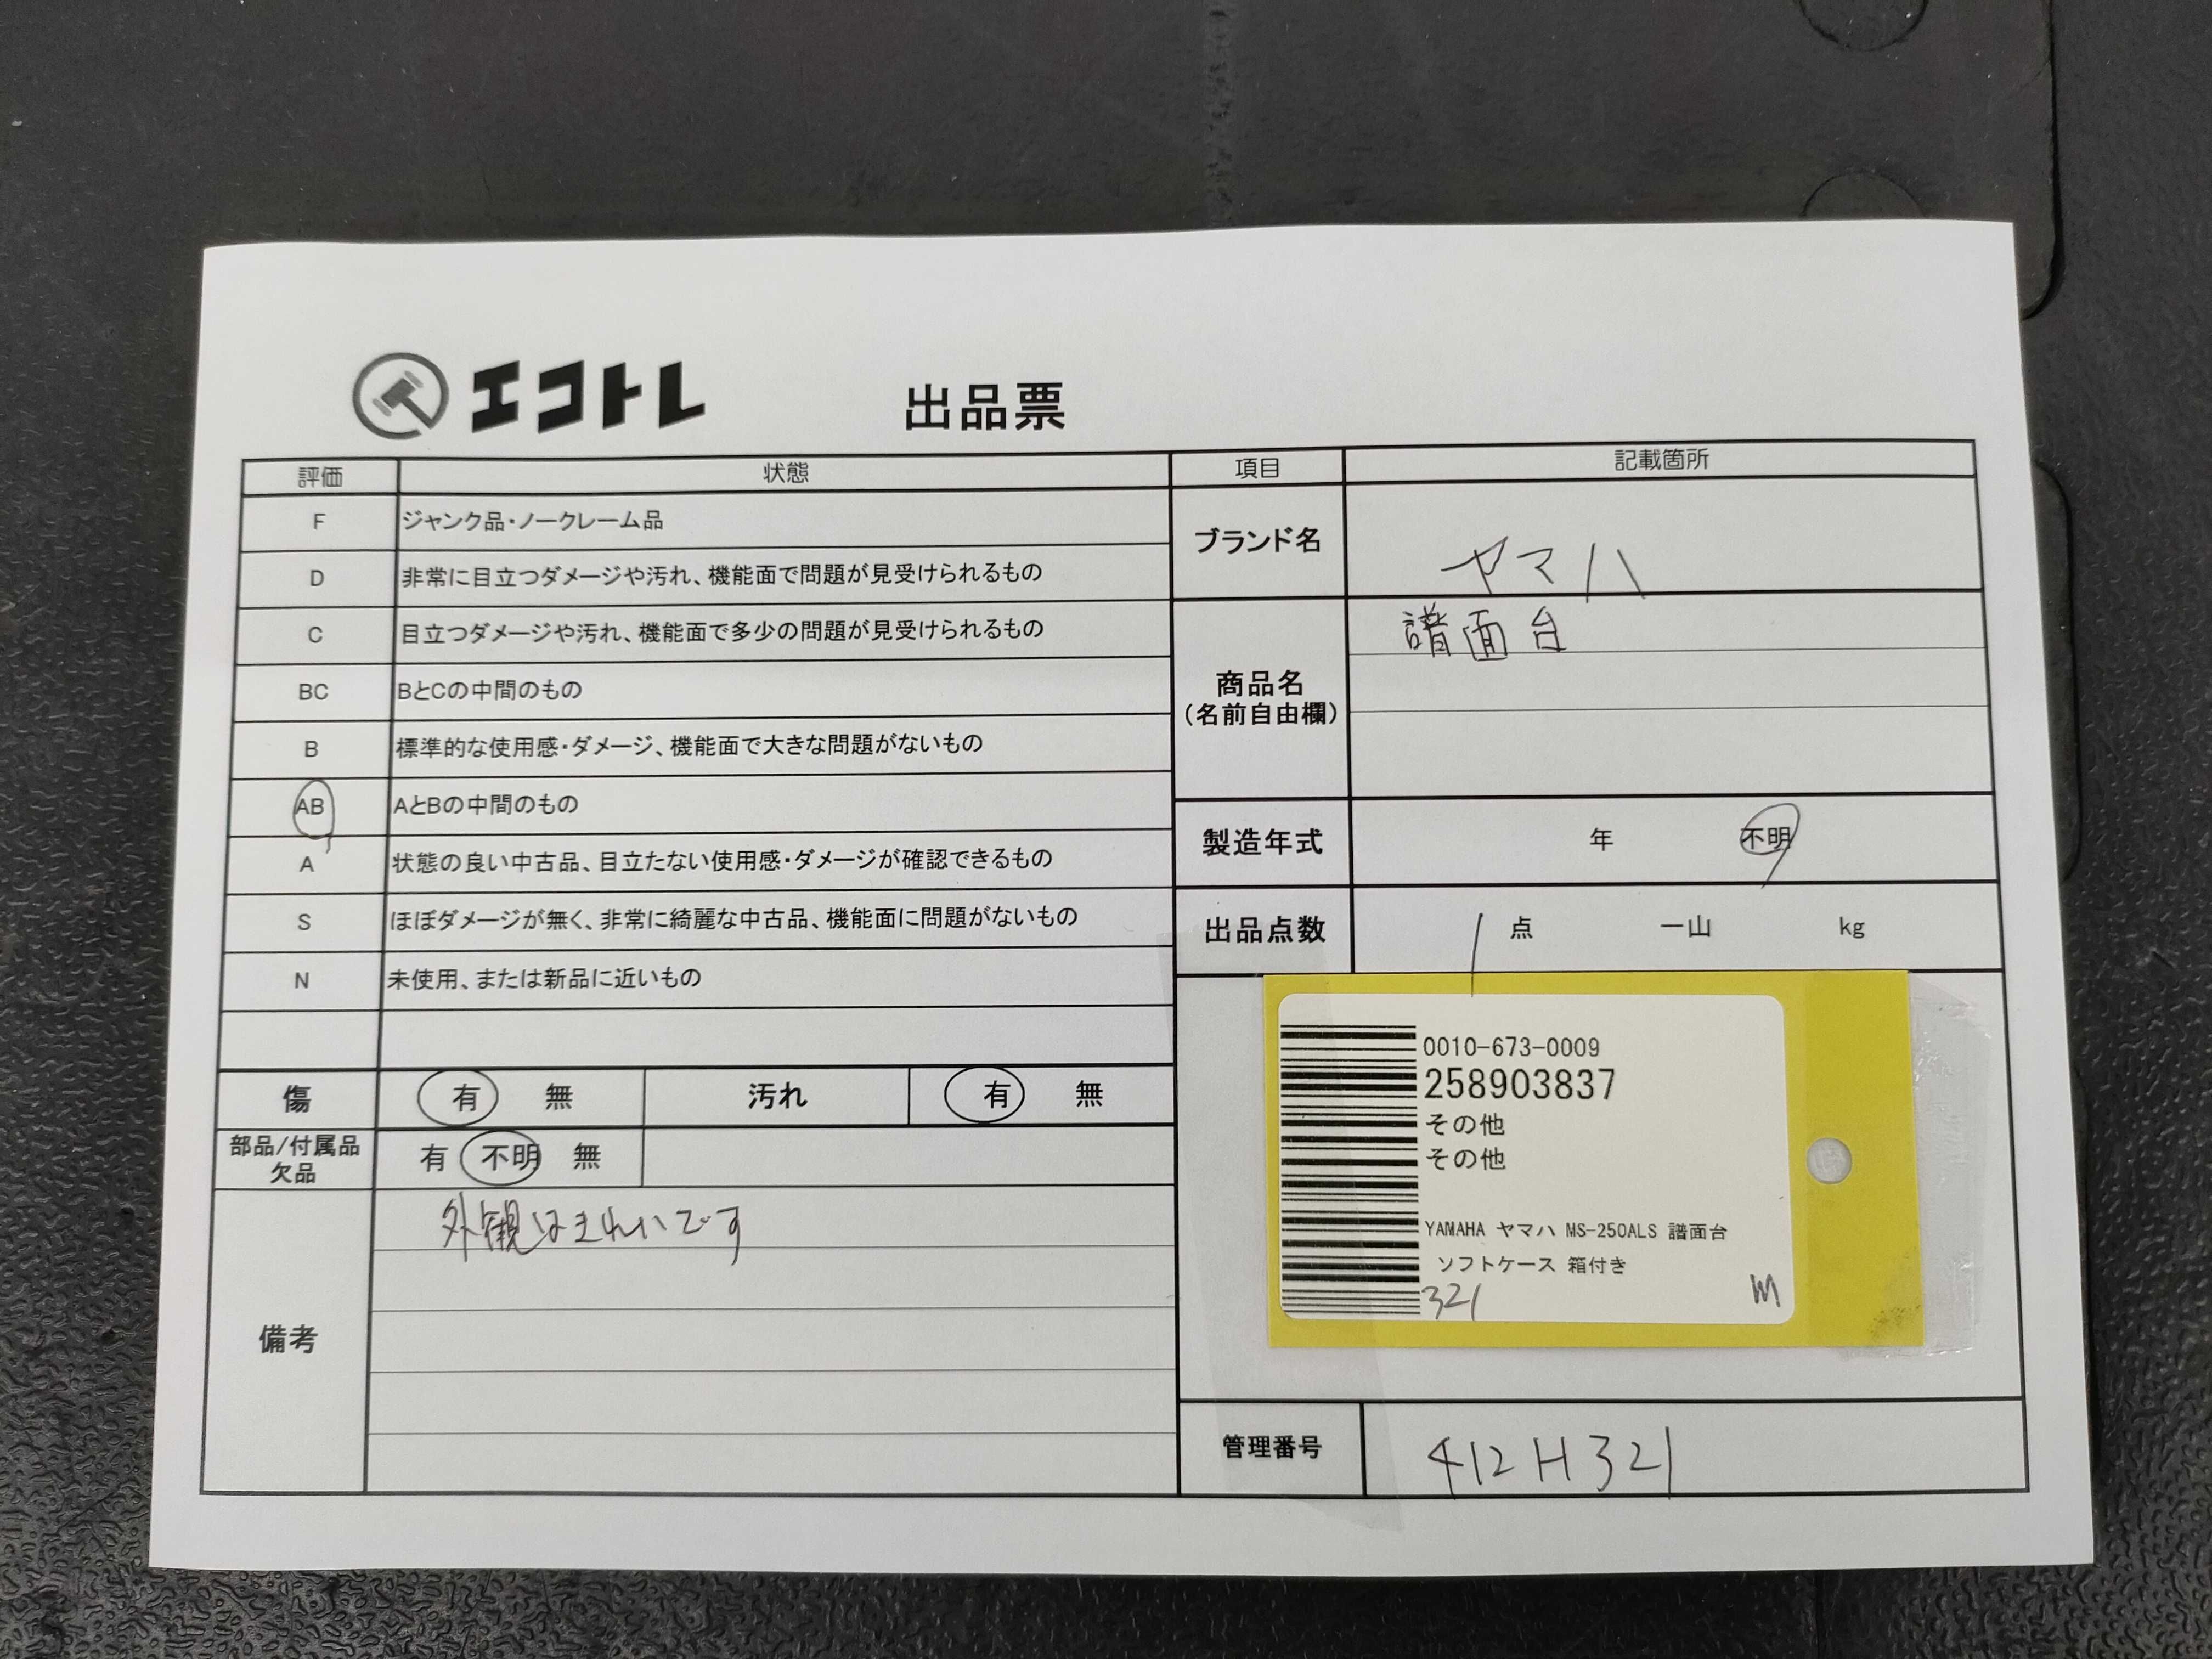 エコトレ 出品票
評価 状態
F ジャンク品・ノークレーム品
D 非常に目立つダメージや汚れ、機能面で問題が見受けられるもの
C 目立つダメージや汚れ、機能面で多少の問題が見受けられるもの
BC BとCの中間のもの
B 標準的な使用感・ダメージ、機能面で大きな問題がないもの
AB AとBの中間のもの
A 状態の良い中古品、目立たない使用感・ダメージが確認できるもの
S ほぼダメージが無く、非常に綺麗な中古品、機能面に問題がないもの
N 未使用、または新品に近いもの
傷 有 無 汚れ 有 無
部品/付属品
欠品
有 不明 無
備考
外観はきれいです
項目 記載箇所
ブランド名 ヤマハ
商品名
(名前自由欄)
譜面台
製造年式 年 不明
出品点数 1 点 一山 kg
0010-673-0009
258903837
その他
その他
YAMAHA ヤマハ MS-250ALS 譜面台
ソフトケース 箱付き
321 M
管理番号 412H321